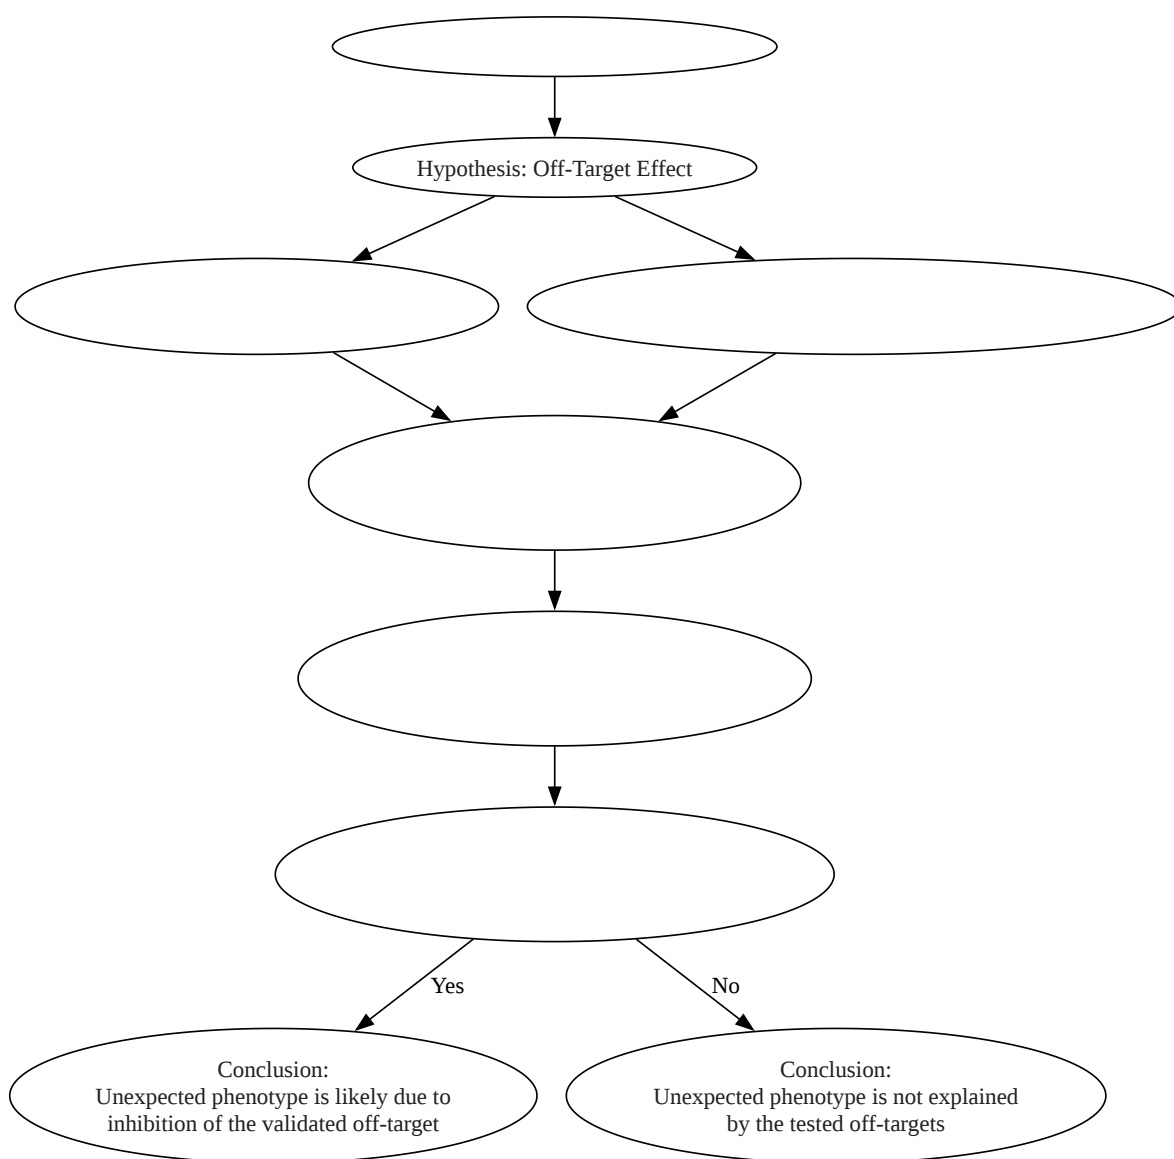 Hypothesis: Off-Target Effect
Yes
No
Conclusion:
Unexpected phenotype is likely due to
inhibition of the validated off-target
Conclusion:
Unexpected phenotype is not explained
by the tested off-targets